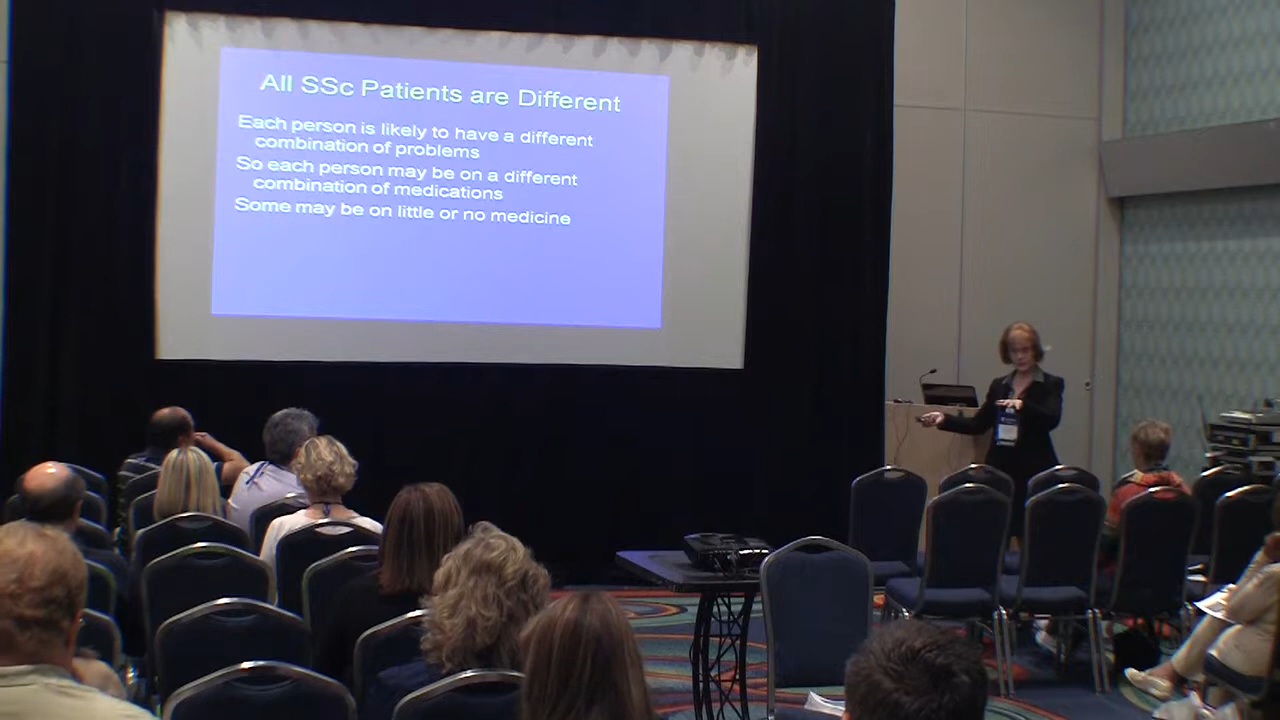 All SSc Patients are Different
Each person is likely to have a different
combination of problems
So each person may be on a different
combination of medications
Some may be on little or no medicine